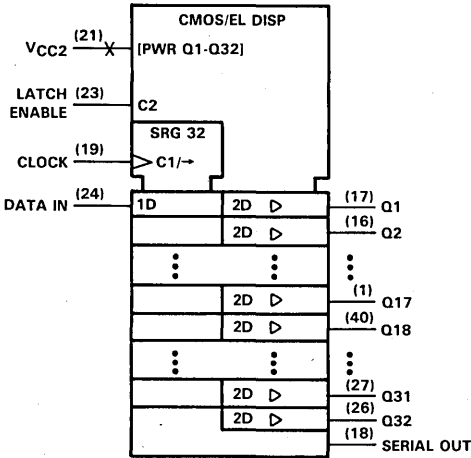 CMOS/EL DISP
VCC2 (21) [PWR Q1-Q32]
LATCH ENABLE (23) C2
SRG 32
CLOCK (19) C1/→
DATA IN (24) 1D 2D (17) Q1
2D (16) Q2
2D (1) Q17
2D (40) Q18
2D (27) Q31
2D (26) Q32
(18) SERIAL OUT